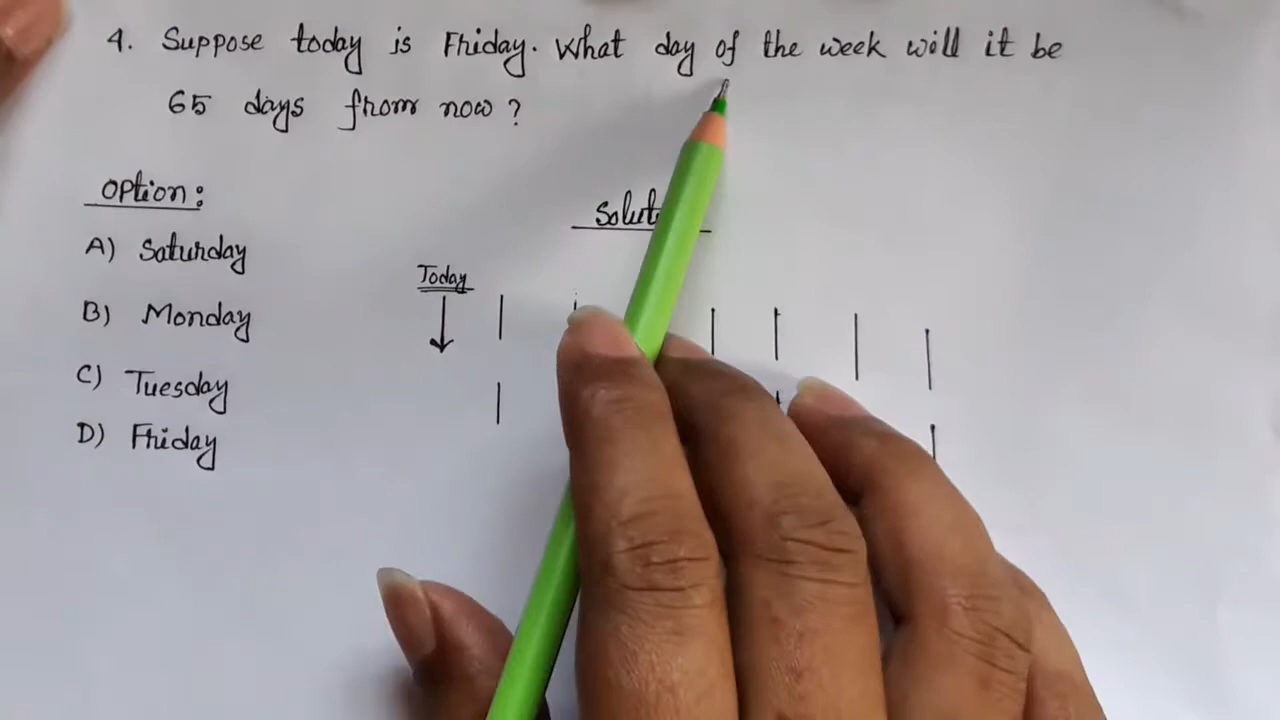 4. Suppose today is Friday. What day of the week will it be
65 days from now?
Option:
A) Saturday
B) Monday
C) Tuesday
D) Friday
Today